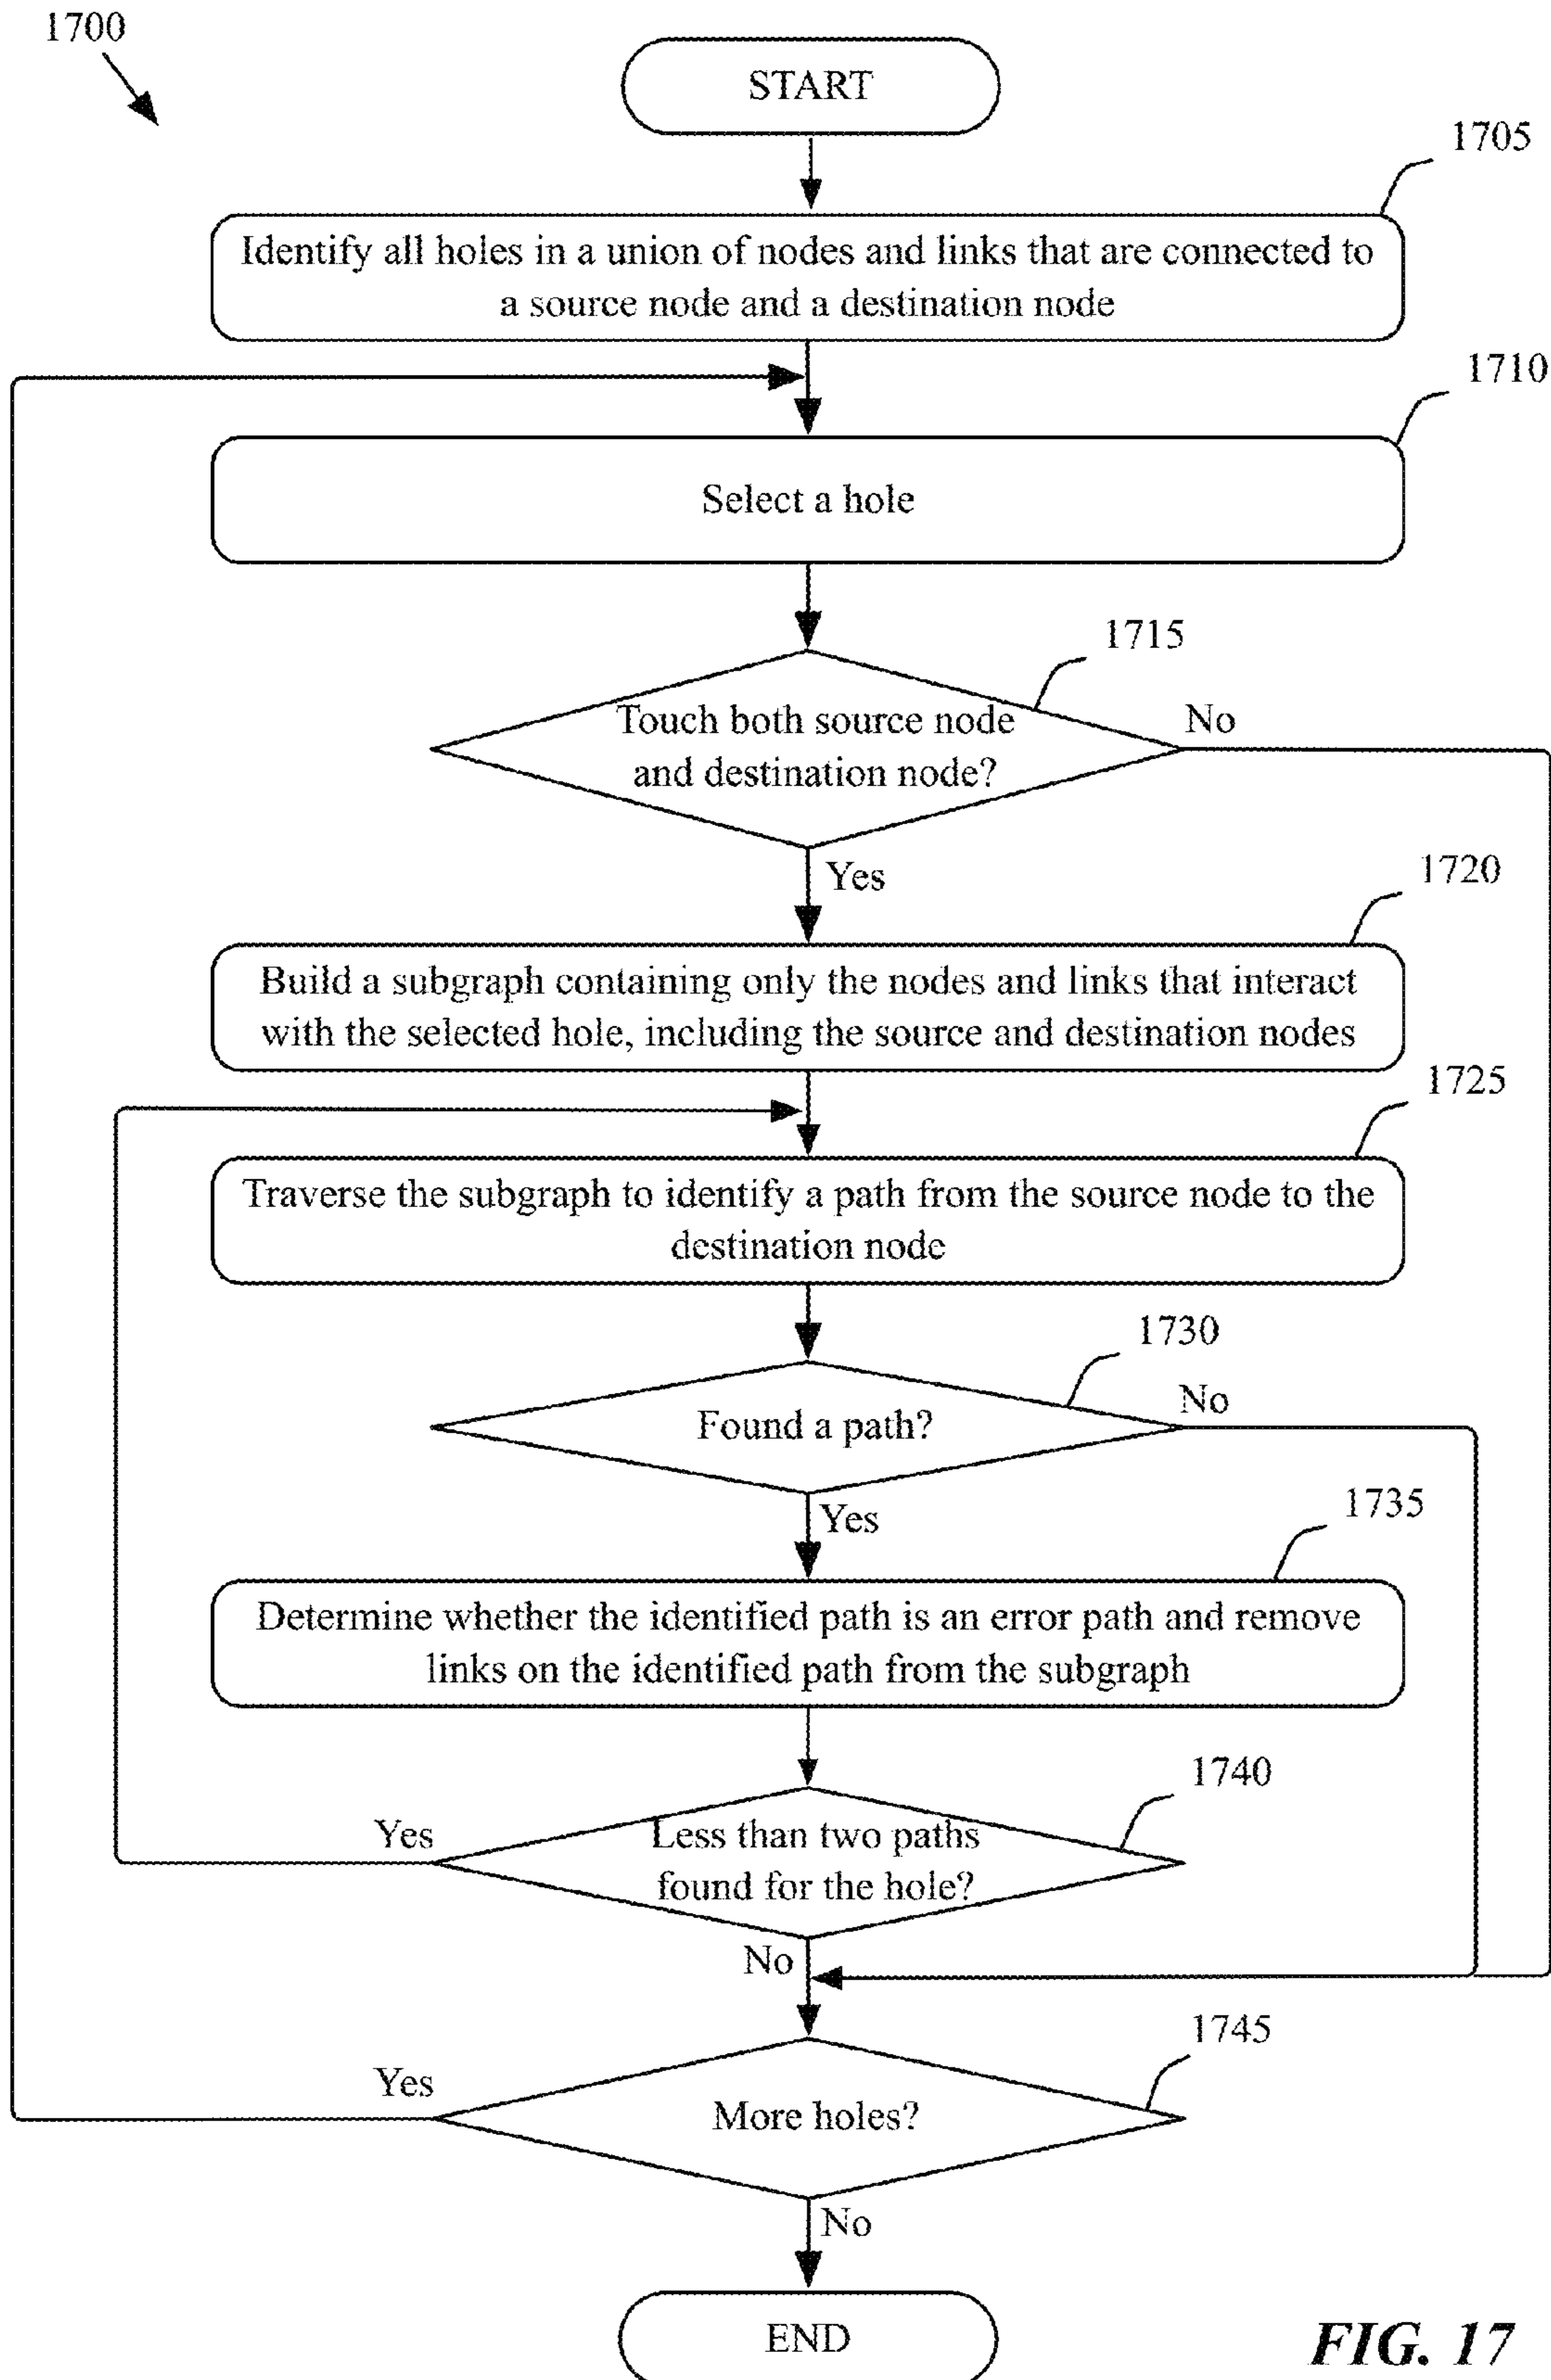 1700
START
1705
Identify all holes in a union of nodes and links that are connected to
a source node and a destination node
1710
Select a hole
1715
Touch both source node
and destination node?
No
Yes
1720
Build a subgraph containing only the nodes and links that interact
with the selected hole, including the source and destination nodes
1725
Traverse the subgraph to identify a path from the source node to the
destination node
1730
Found a path?
No
Yes
1735
Determine whether the identified path is an error path and remove
links on the identified path from the subgraph
1740
Yes
Less than two paths
found for the hole?
No
1745
Yes
More holes?
No
END
FIG. 17